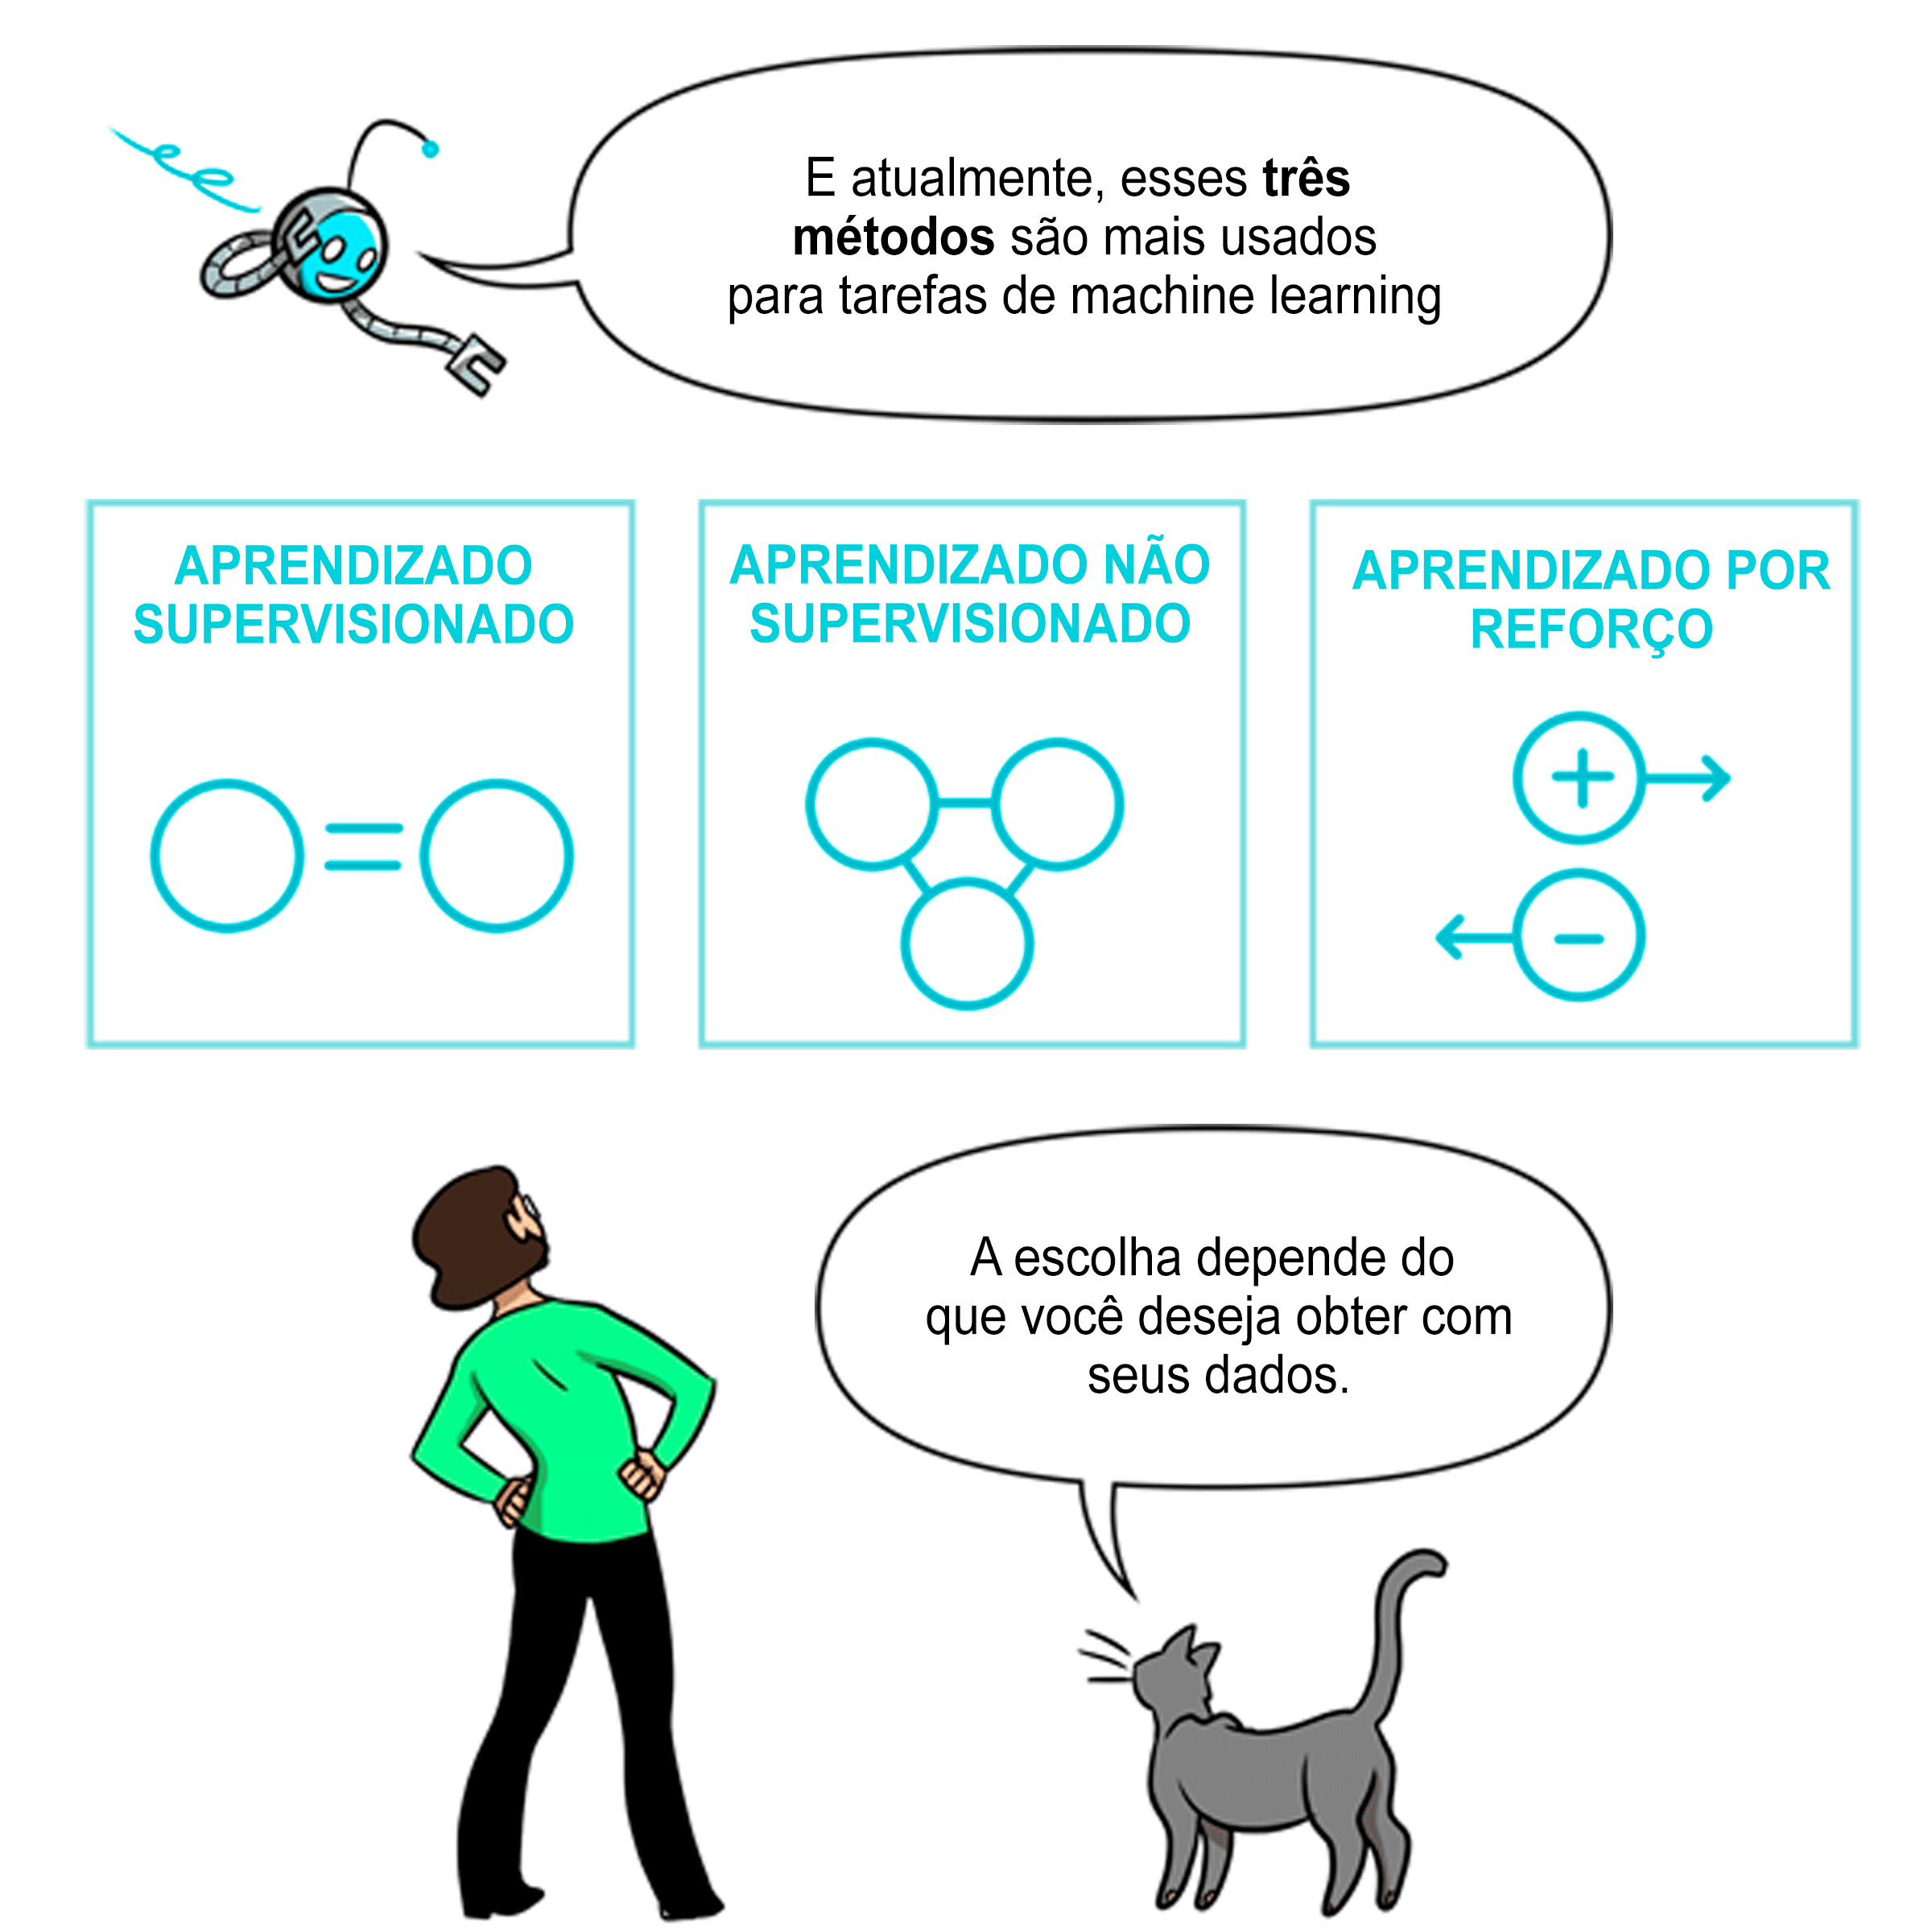 E atualmente, esses três
métodos são mais usados
para tarefas de machine learning
APRENDIZADO
SUPERVISIONADO
APRENDIZADO NÃO
SUPERVISIONADO
APRENDIZADO POR
REFORÇO
A escolha depende do
que você deseja obter com
seus dados.